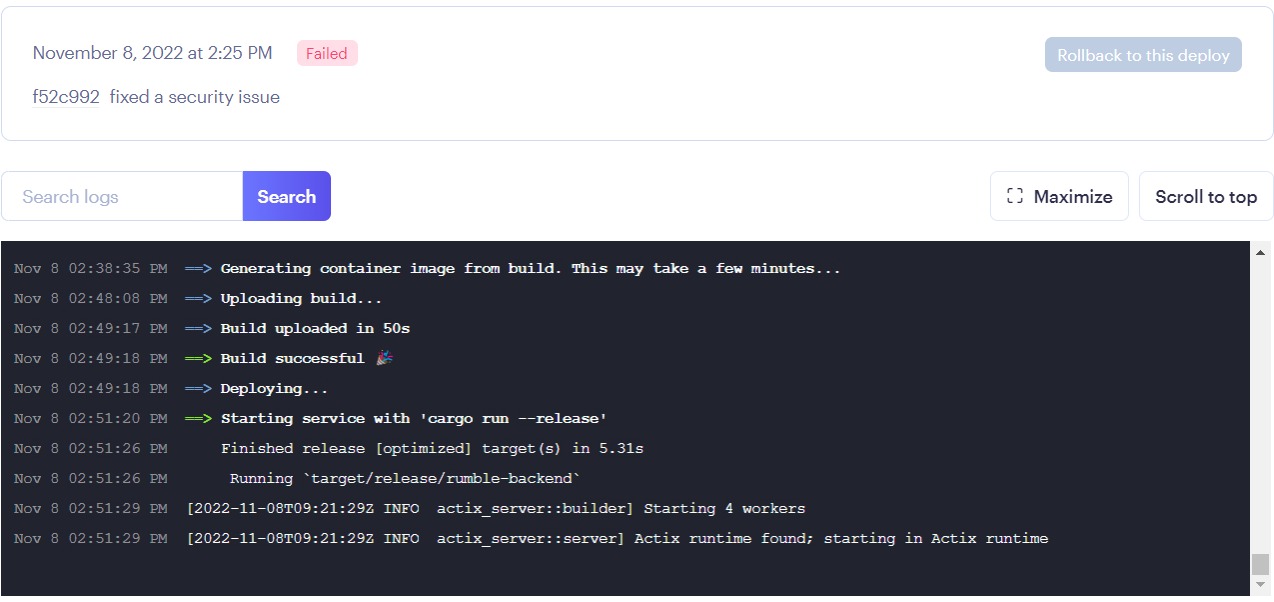 November 8, 2022 at 2:25 PM Failed
Rollback to this deploy
f52c992 fixed a security issue
Search logs Search
Maximize Scroll to top
Nov 8 02:38:35 PM ==> Generating container image from build. This may take a few minutes...
Nov 8 02:48:08 PM ==> Uploading build...
Nov 8 02:49:17 PM ==> Build uploaded in 50s
Nov 8 02:49:18 PM ==> Build successful 🎉
Nov 8 02:49:18 PM ==> Deploying...
Nov 8 02:51:20 PM ==> Starting service with 'cargo run --release'
Nov 8 02:51:26 PM Finished release [optimized] target(s) in 5.31s
Nov 8 02:51:26 PM Running `target/release/rumble-backend`
Nov 8 02:51:29 PM [2022-11-08T09:21:29Z INFO actix_server::builder] Starting 4 workers
Nov 8 02:51:29 PM [2022-11-08T09:21:29Z INFO actix_server::server] Actix runtime found; starting in Actix runtime